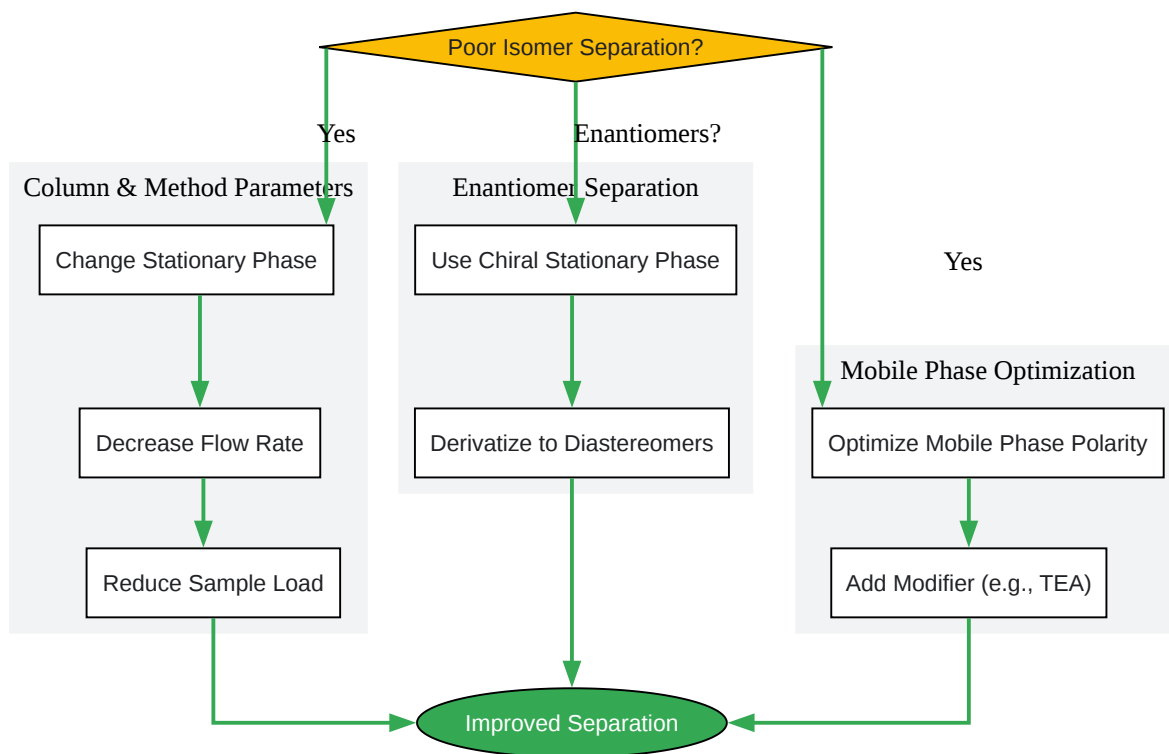 Poor Isomer Separation?
Yes
Enantiomers?
Column & Method Parameters
Enantiomer Separation
Change Stationary Phase
Use Chiral Stationary Phase
Yes
Mobile Phase Optimization
Decrease Flow Rate
Derivatize to Diastereomers
Optimize Mobile Phase Polarity
Reduce Sample Load
Add Modifier (e.g., TEA)
Improved Separation